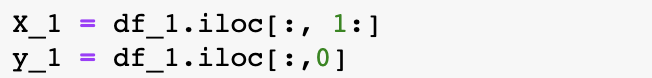 X_1 = df_1.iloc[:, 1:]
y_1 = df_1.iloc[:,0]